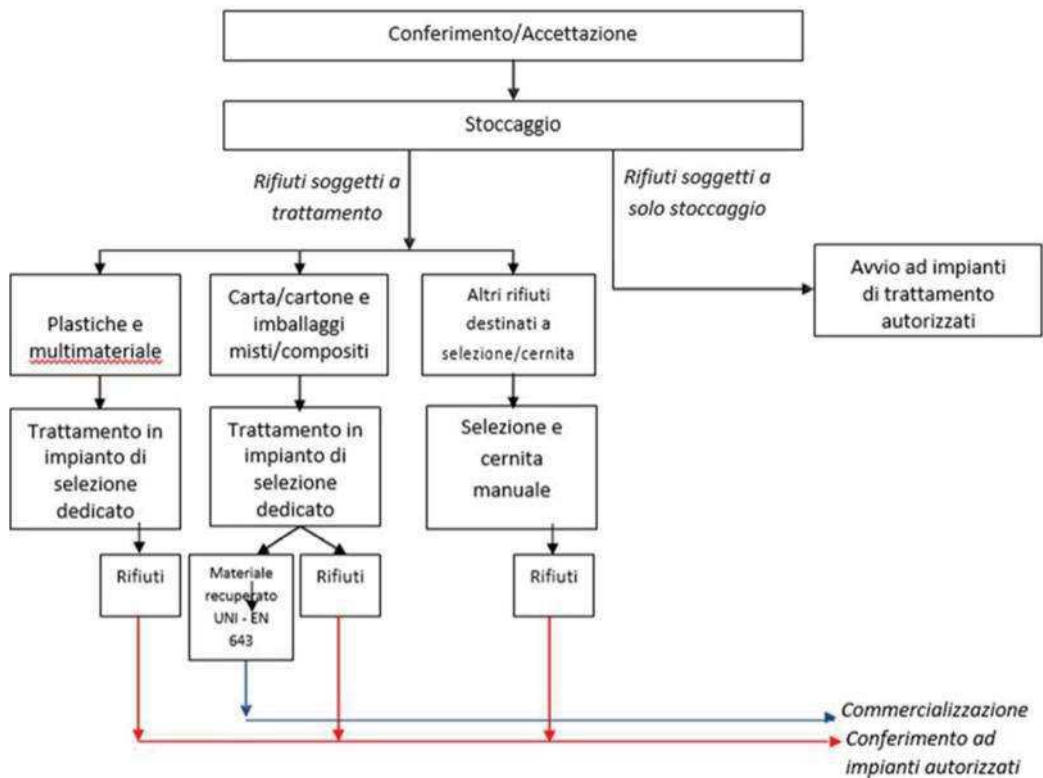 Conferimento/Accettazione
Stoccaggio
Rifiuti soggetti a
trattamento
Rifiuti soggetti a
solo stoccaggio
Avvio ad impianti
di trattamento
autorizzati
Plastiche e
multimateriale
Carta/cartone e
imballaggi
misti/compositi
Altri rifiuti
destinati a
selezione/cernita
Trattamento in
impianto di
selezione
dedicato
Trattamento in
impianto di
selezione
dedicato
Selezione e
cernita
manuale
Rifiuti
Materiale
recuperato
UNI - EN
643
Rifiuti
Rifiuti
Commercializzazione
Conferimento ad
impianti autorizzati